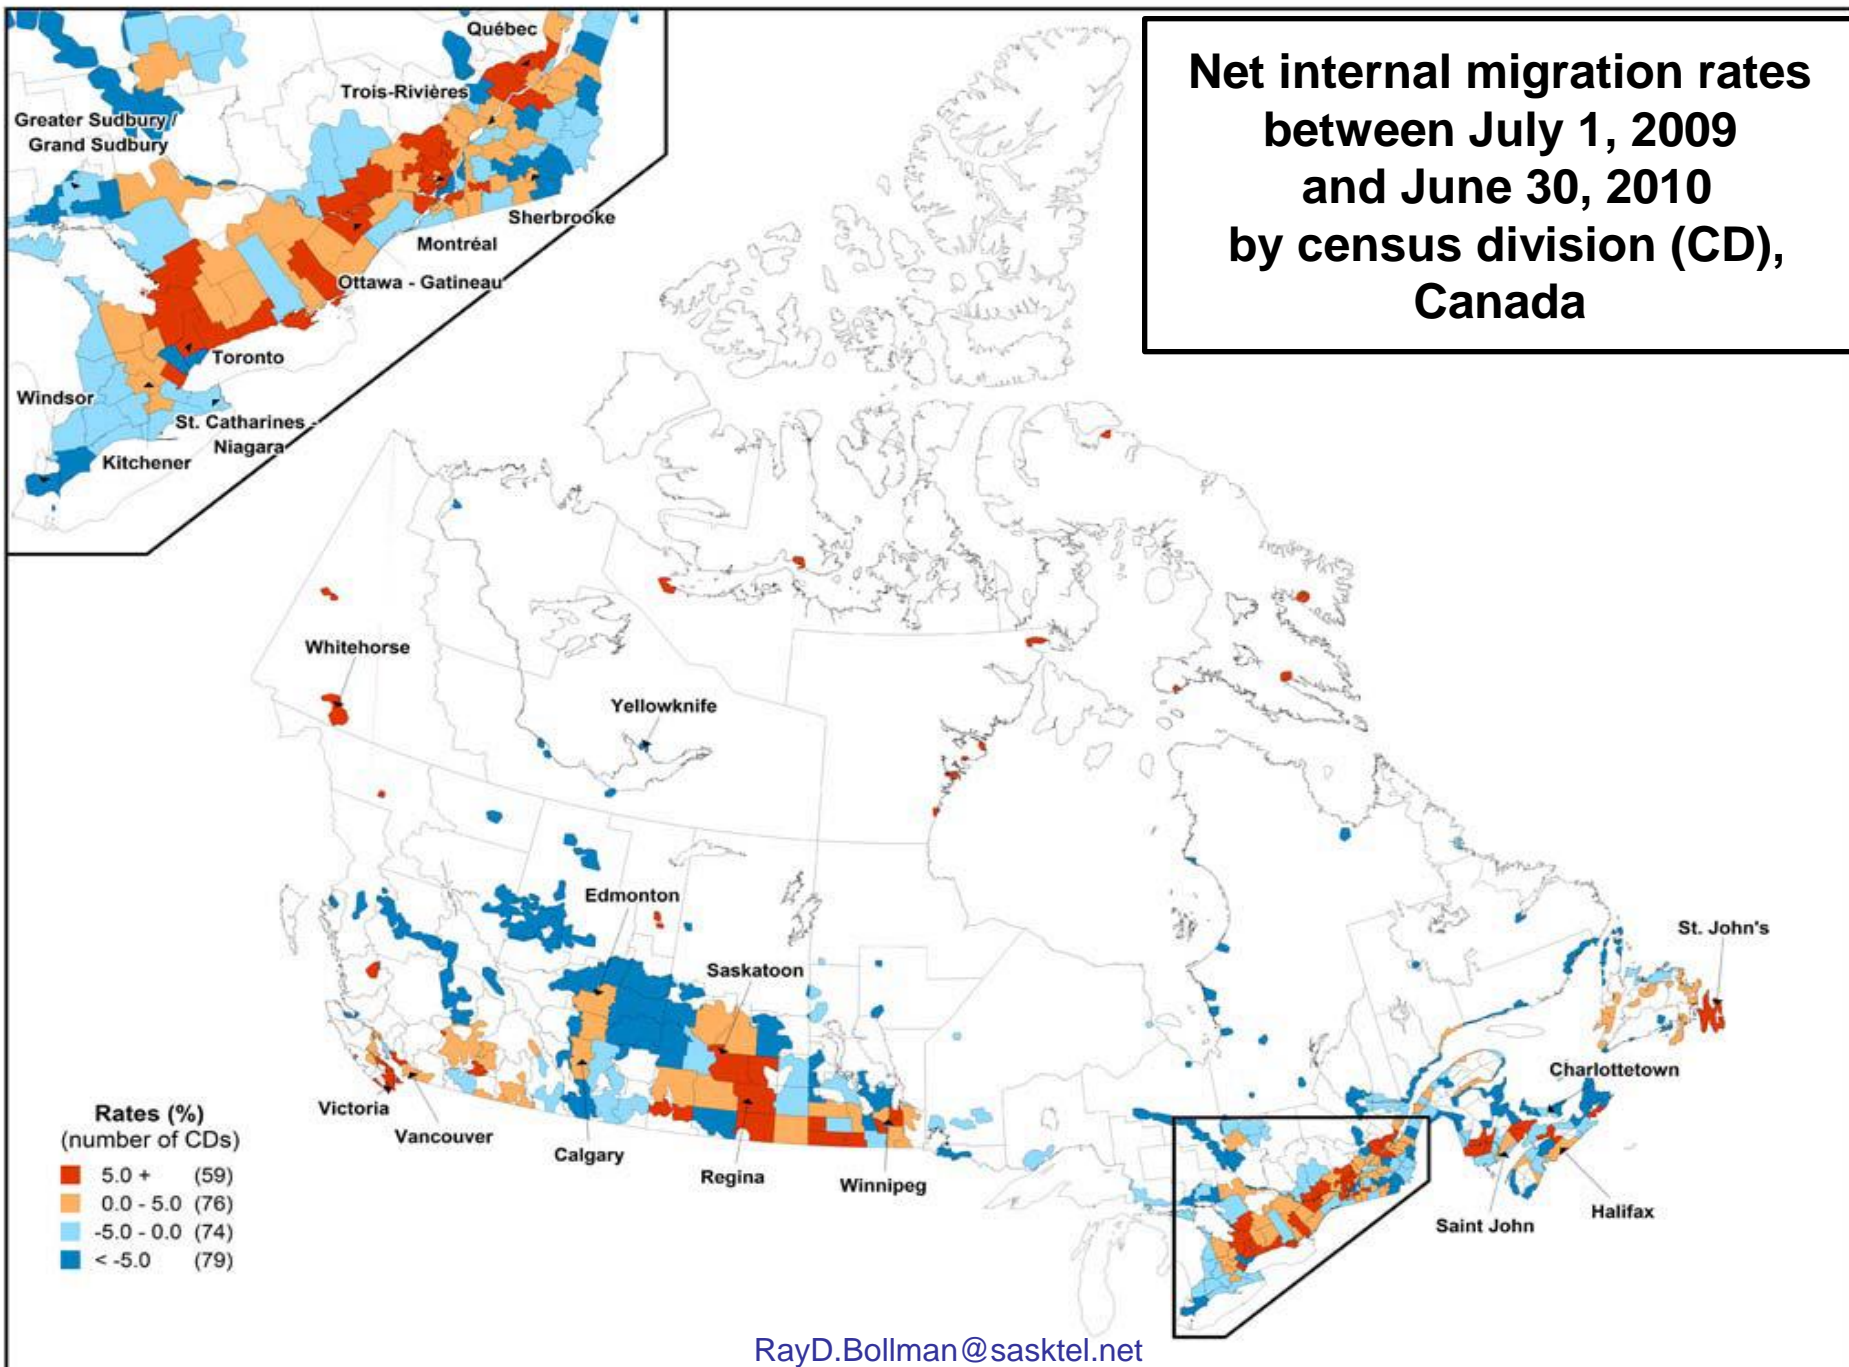 Net internal migration rates
between July 1, 2009
and June 30, 2010
by census division (CD),
Canada
Québec
Trois-Rivières
Greater Sudbury /
Grand Sudbury
Sherbrooke
Montréal
Ottawa - Gatineau
Toronto
Windsor
St. Catharines -
Niagara
Kitchener
Whitehorse
Yellowknife
Edmonton
Saskatoon
St. John's
Charlottetown
Victoria
Vancouver
Calgary
Regina
Winnipeg
Saint John
Halifax
Rates (%)
(number of CDs)
5.0 + (59)
0.0 - 5.0 (76)
-5.0 - 0.0 (74)
< -5.0 (79)
RayD.Bollman@sasktel.net